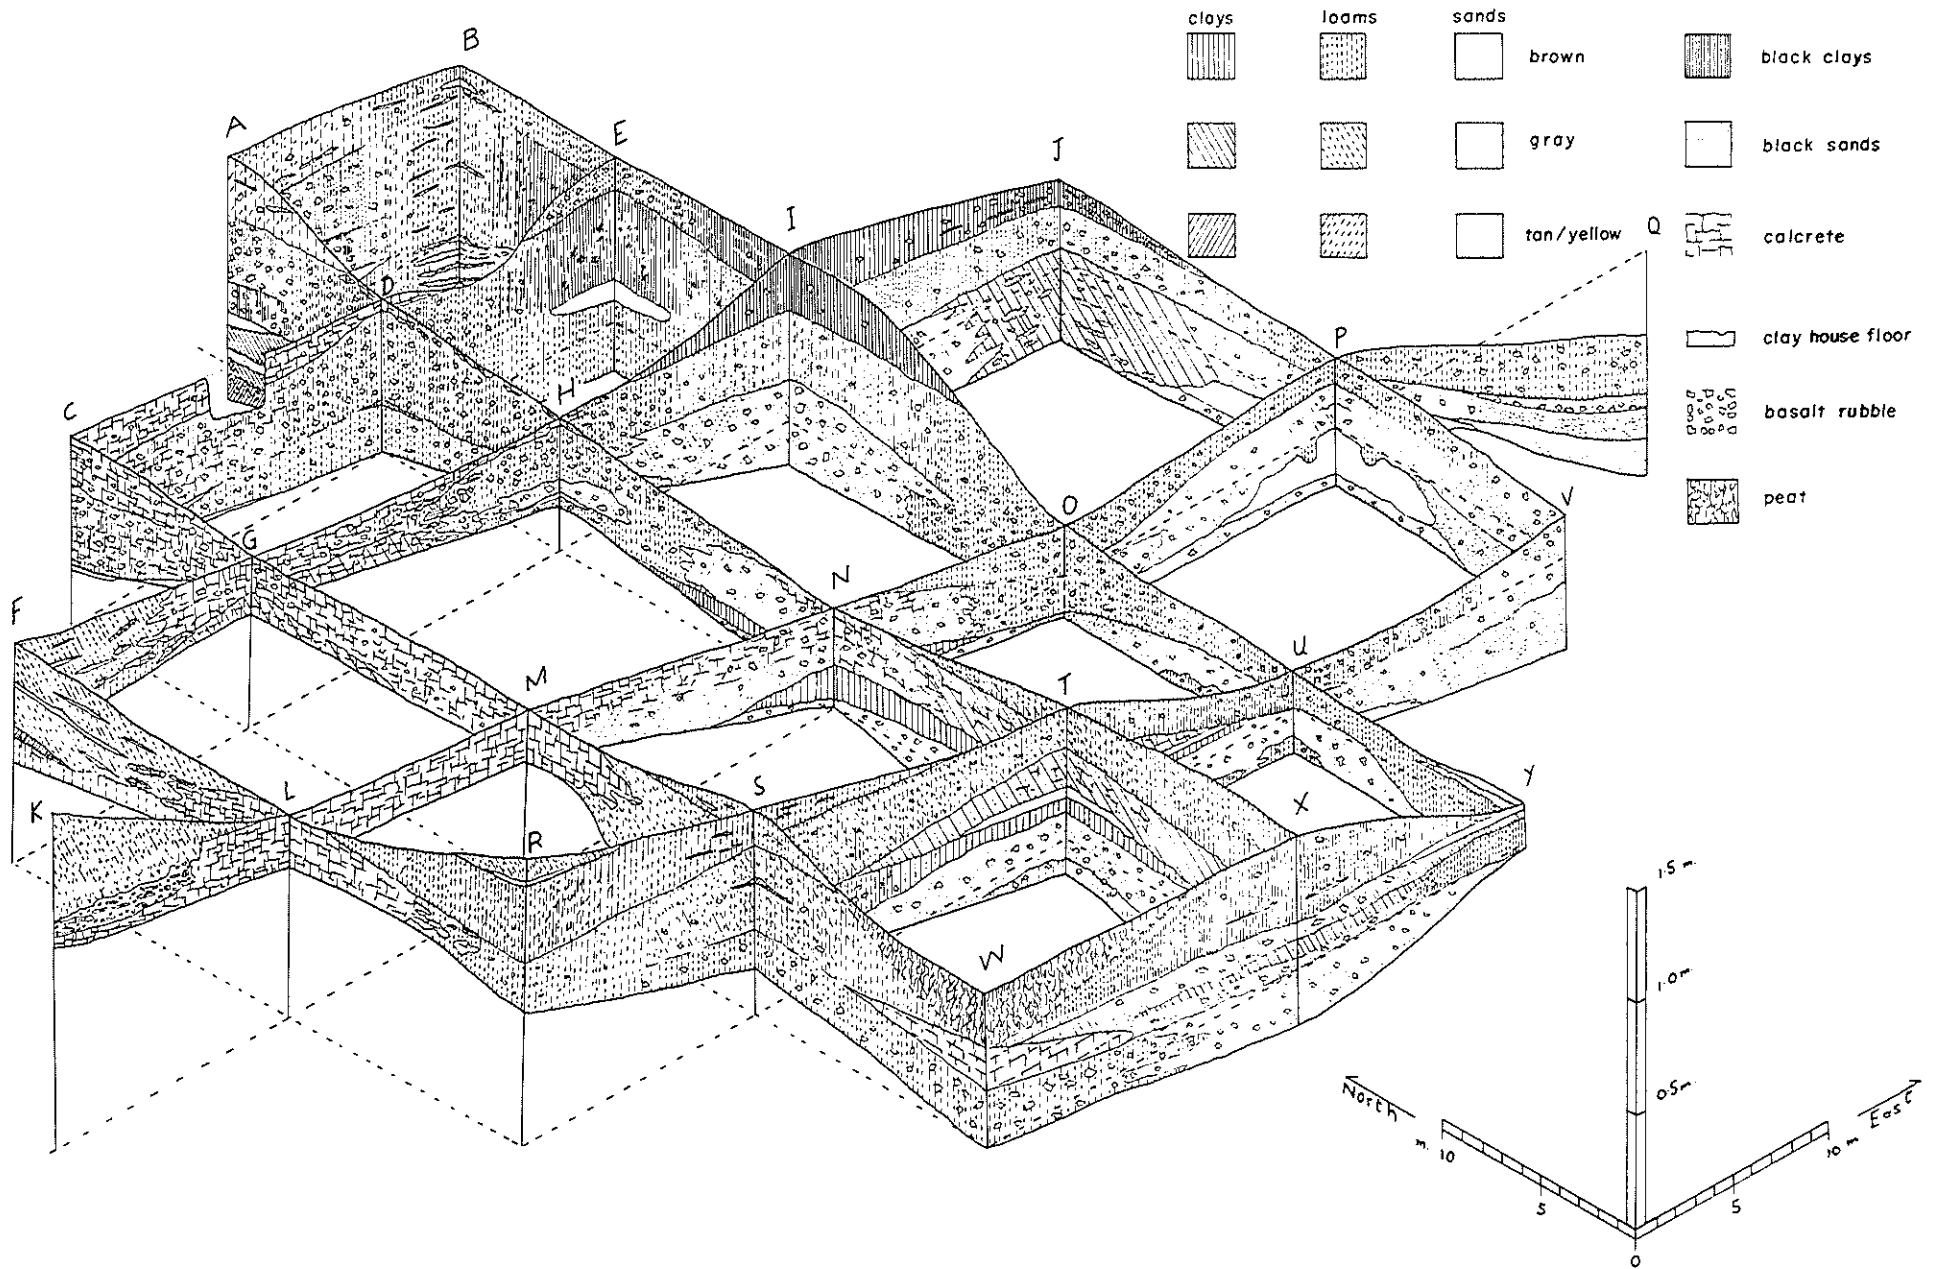 clays loams sands
brown
black clays
gray
black sands
tan/yellow
calcrete
clay house floor
basalt rubble
peat
B
A
E
J
I
Q
D
P
H
C
V
G
O
F
N
U
M
T
Y
L
S
K
X
R
W
1.5 m.
1.0 m.
0.5 m.
North
East
m. 10
10 m
5
5
0